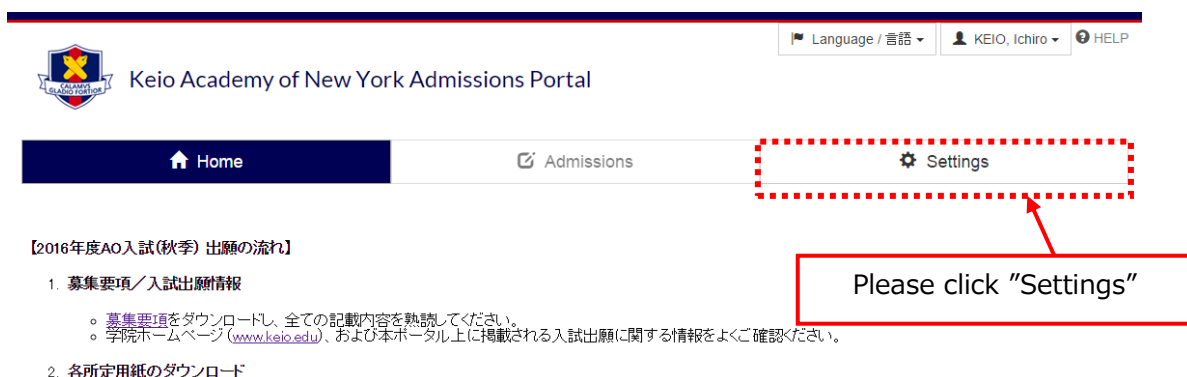 Language / 言語
KEIO, Ichiro
HELP
CALAMVS
GLADIO FORTIOR
Keio Academy of New York Admissions Portal
Home
Admissions
Settings
Please click ”Settings”
【2016年度AO入試(秋季) 出願の流れ】
1. 募集要項／入試出願情報
募集要項をダウンロードし、全ての記載内容を熟読してください。
学院ホームページ (www.keio.edu)、および本ポータル上に掲載される入試出願に関する情報をよくご確認ください。
2. 各所定用紙のダウンロード